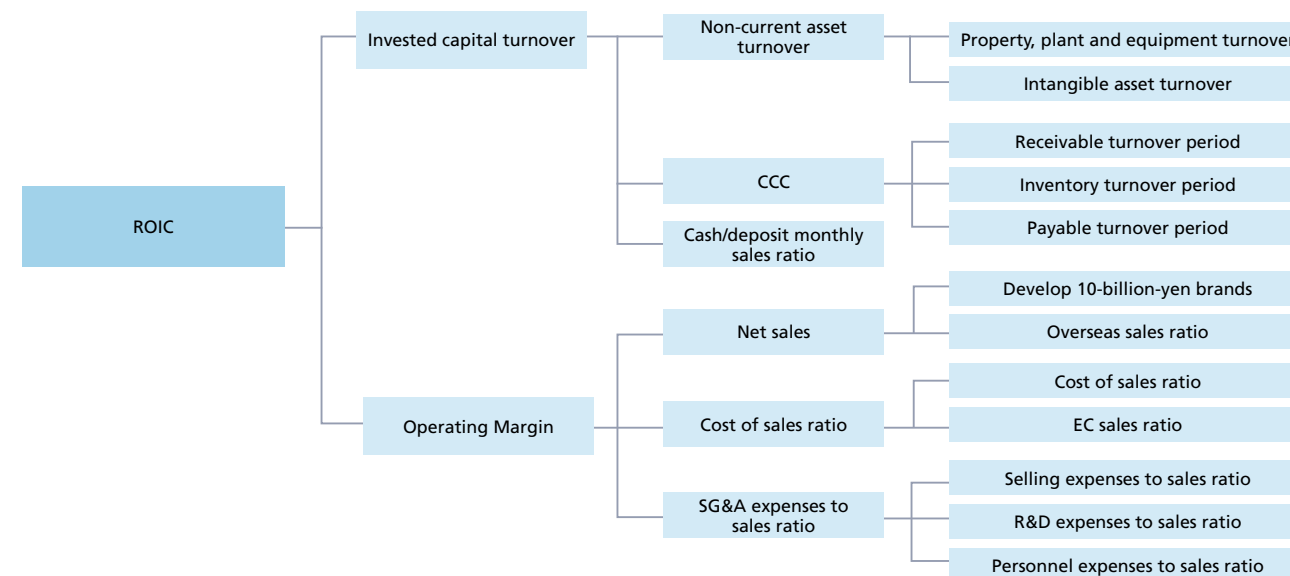 ROIC
Invested capital turnover
Non-current asset
turnover
Property, plant and equipment turnover
Intangible asset turnover
CCC
Receivable turnover period
Inventory turnover period
Payable turnover period
Cash/deposit monthly
sales ratio
Operating Margin
Net sales
Develop 10-billion-yen brands
Overseas sales ratio
Cost of sales ratio
Cost of sales ratio
EC sales ratio
SG&A expenses to
sales ratio
Selling expenses to sales ratio
R&D expenses to sales ratio
Personnel expenses to sales ratio